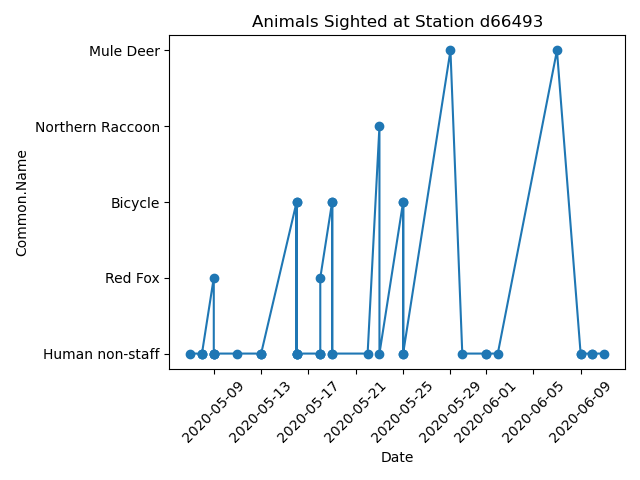 Animals Sighted at Station d66493
Mule Deer
Northern Raccoon
Bicycle
Red Fox
Human non-staff
Common.Name
2020-05-09
2020-05-13
2020-05-17
2020-05-21
2020-05-25
2020-05-29
2020-06-01
2020-06-05
2020-06-09
Date